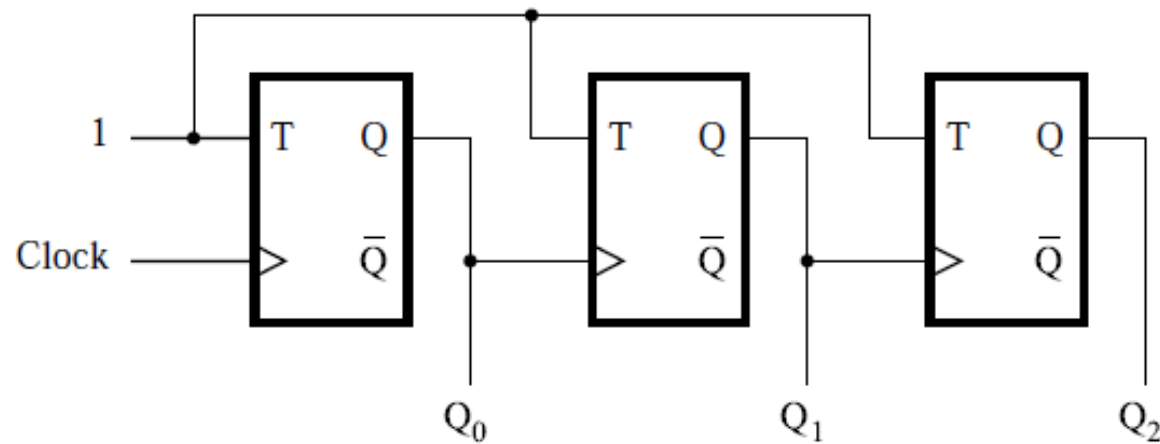 1 T Q T Q T Q
Clock Q̅ Q̅ Q̅
Q₀ Q₁ Q₂